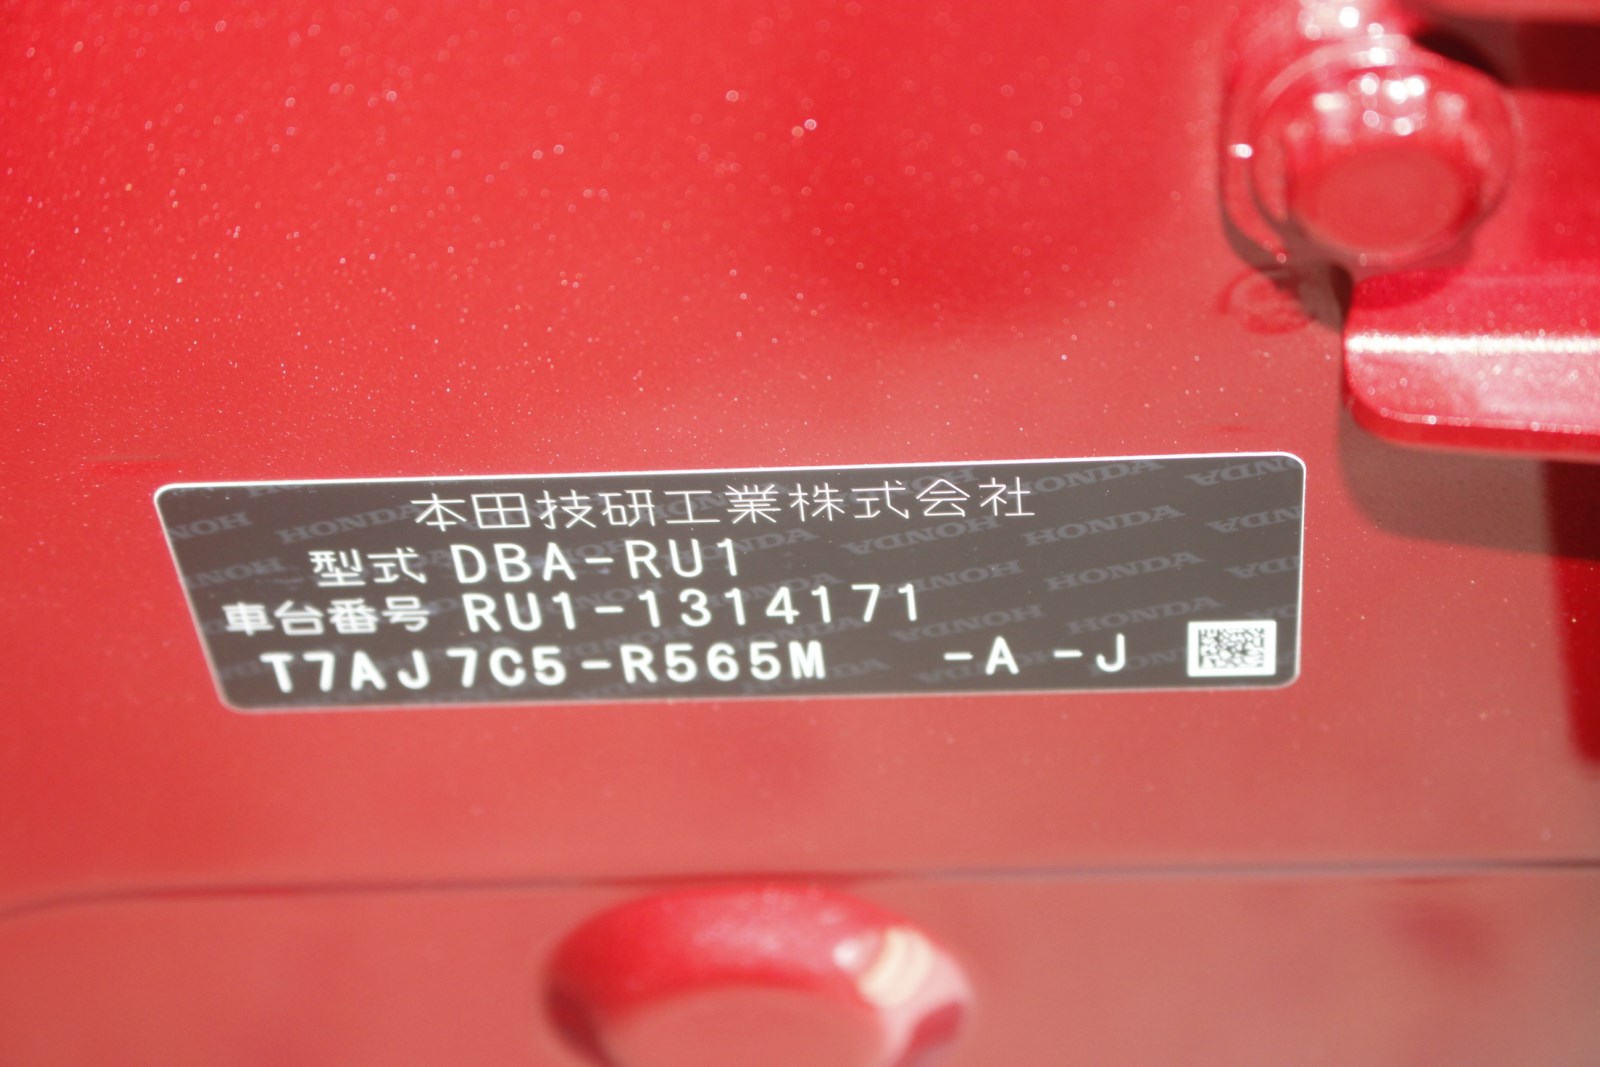 本田技研工業株式会社
型式 DBA-RU1
車台番号 RU1-1314171
T7AJ7C5-R565M -A -J